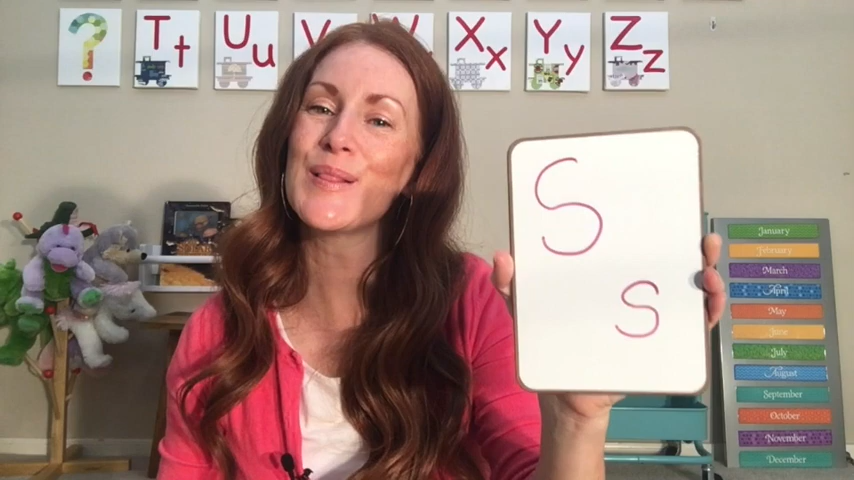 ? T t U u V W X x Y y Z z
S
s
January
February
March
April
May
June
July
August
September
October
November
December